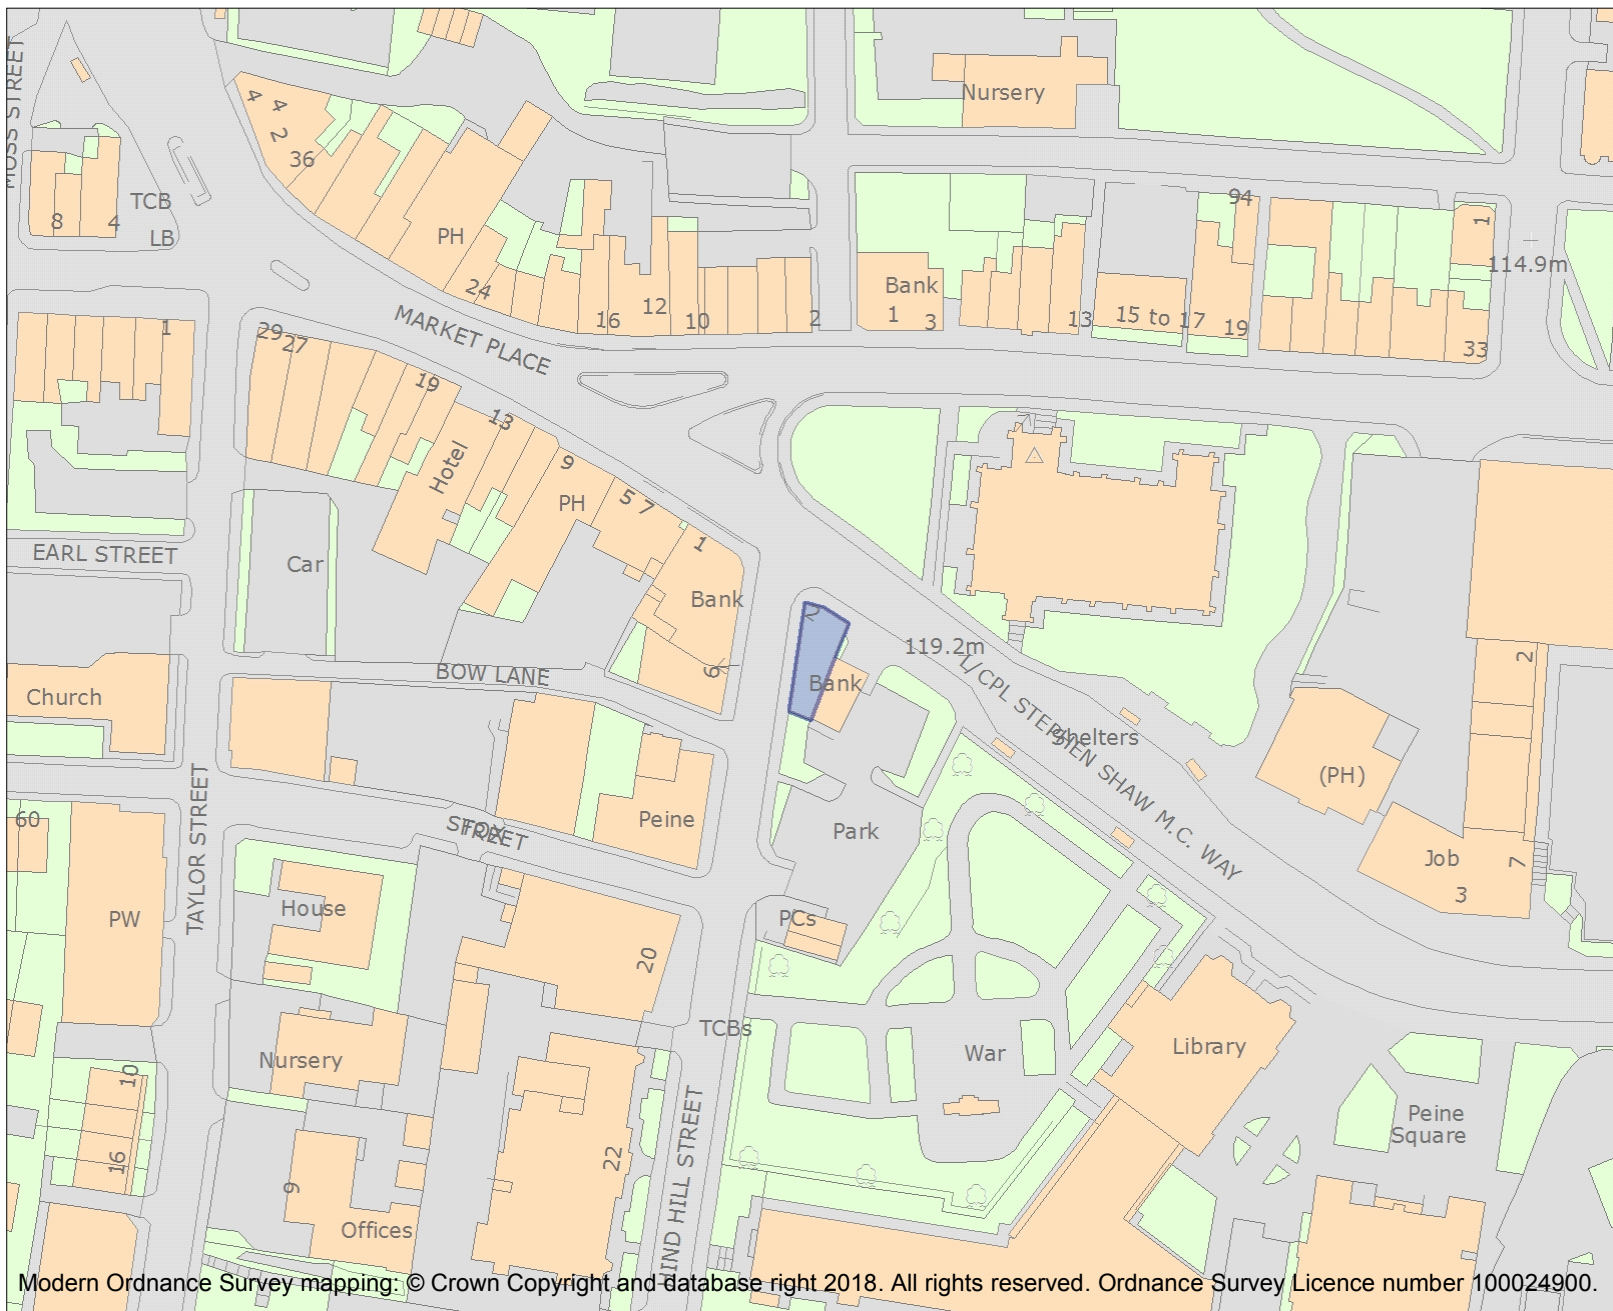 MOSS STREET
4
4
2
36
Nursery
TCB
8
4
LB
PH
24
94
1
114.9m
Bank
1
3
16
12
10
2
13
15 to 17
19
33
MARKET PLACE
1
29
27
19
13
Hotel
9
PH
5 7
1
EARL STREET
Car
Bank
2
119.2m
BOW LANE
6
Bank
Church
L/CPL STEPHEN SHAW M.C. WAY
Shelters
2
(PH)
60
STREET
FOX
Peine
Park
TAYLOR STREET
Job
7
3
House
PW
PCs
20
TCBs
Nursery
War
Library
10
Peine
Square
16
22
9
HIND HILL STREET
Offices
Modern Ordnance Survey mapping: © Crown Copyright and database right 2018. All rights reserved. Ordnance Survey Licence number 100024900.